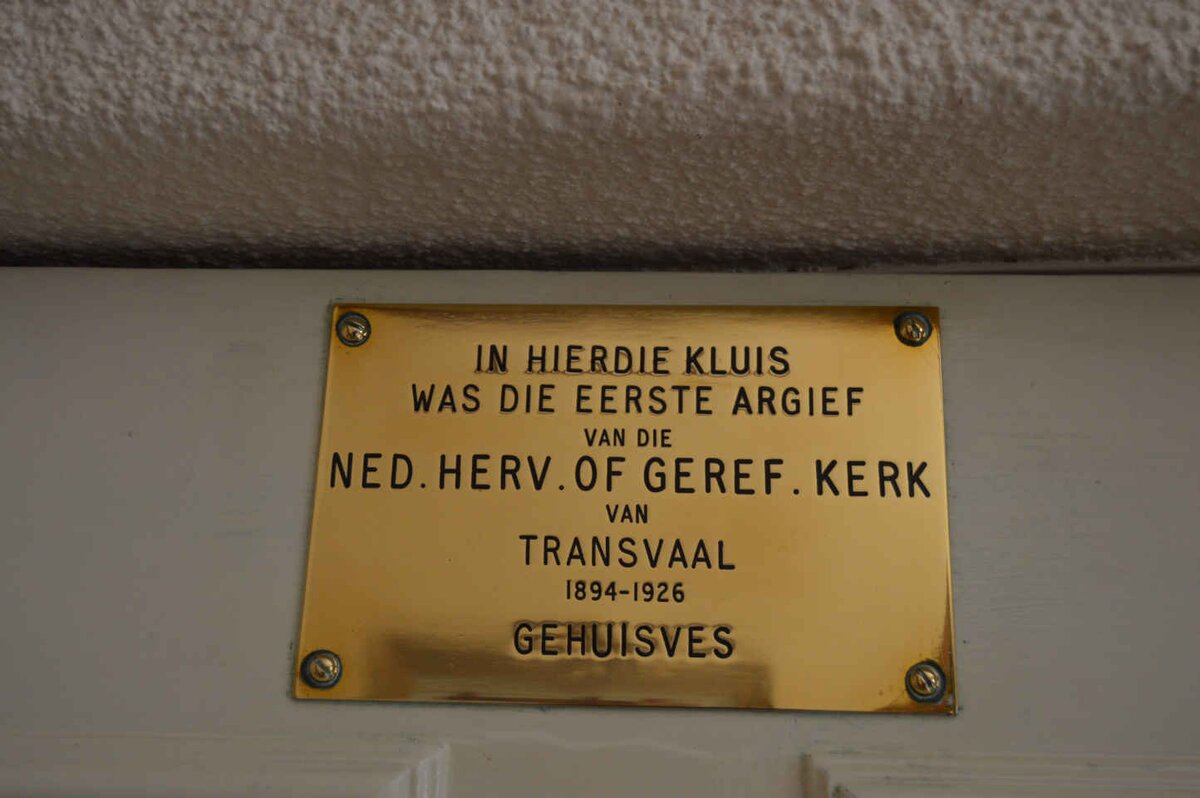 IN HIERDIE KLUIS
WAS DIE EERSTE ARGIEF
VAN DIE
NED. HERV. OF GEREF. KERK
VAN
TRANSVAAL
1894-1926
GEHUISVES